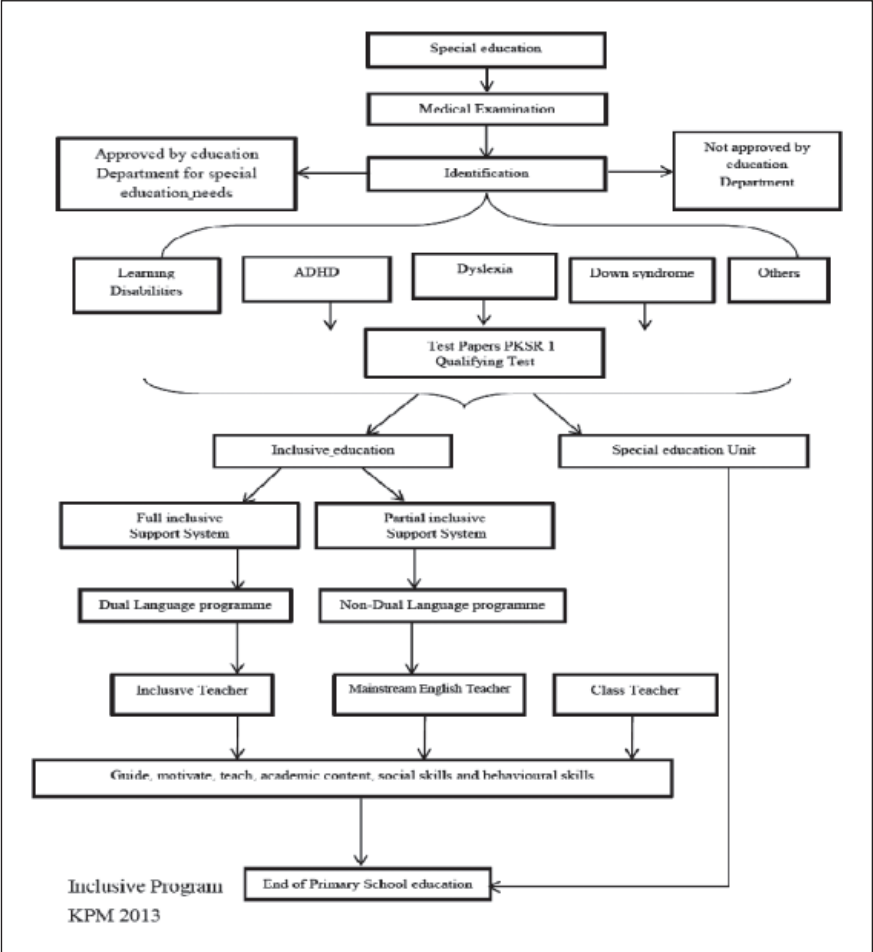 Special education
Medical Examination
Approved by education
Department for special
education needs
Identification
Not approved by
education
Department
Learning
Disabilities
ADHD
Dyslexia
Down syndrome
Others
Test Papers PKSR 1
Qualifying Test
Inclusive education
Special education Unit
Full inclusive
Support System
Partial inclusive
Support System
Dual Language programme
Non-Dual Language programme
Inclusive Teacher
Mainstream English Teacher
Class Teacher
Guide, motivate, teach, academic content, social skills and behavioural skills
End of Primary School education
Inclusive Program
KPM 2013